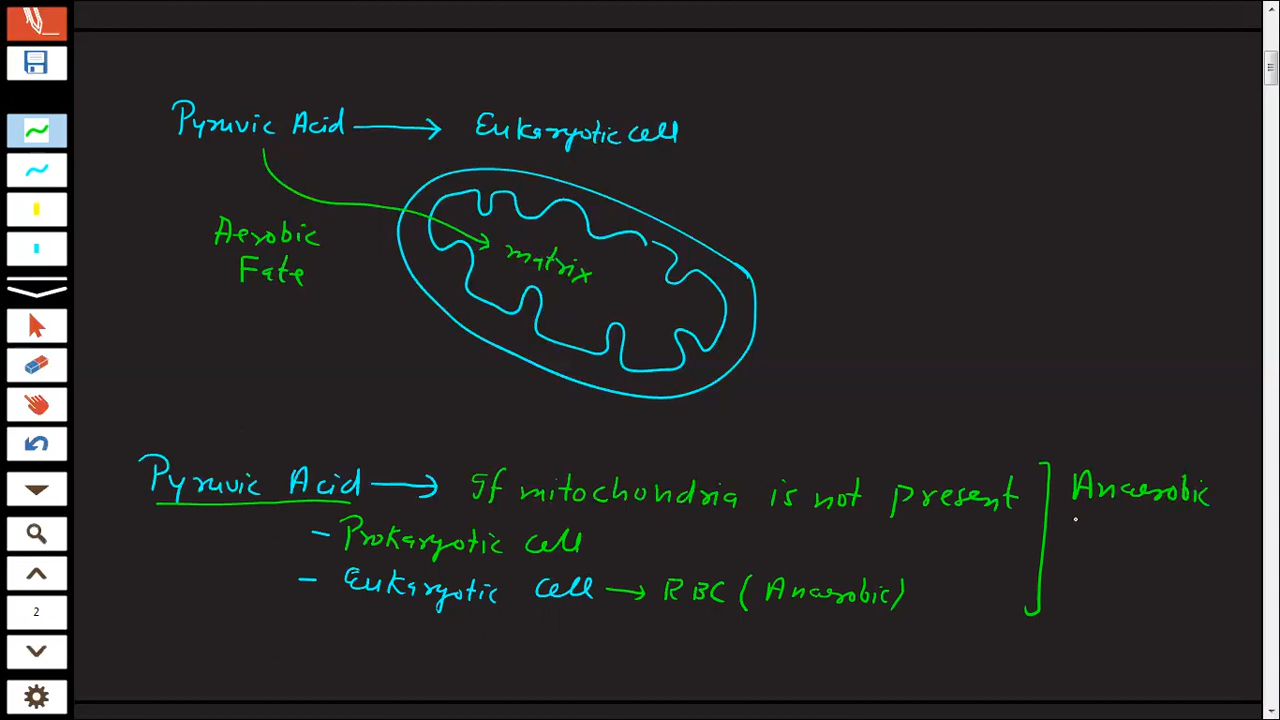 Pyruvic Acid → Eukaryotic cell
Aerobic
Fate
matrix
Pyruvic Acid → If mitochondria is not present ] Anaerobic
- Prokaryotic cell
- Eukaryotic Cell → RBC (Anaerobic)
2